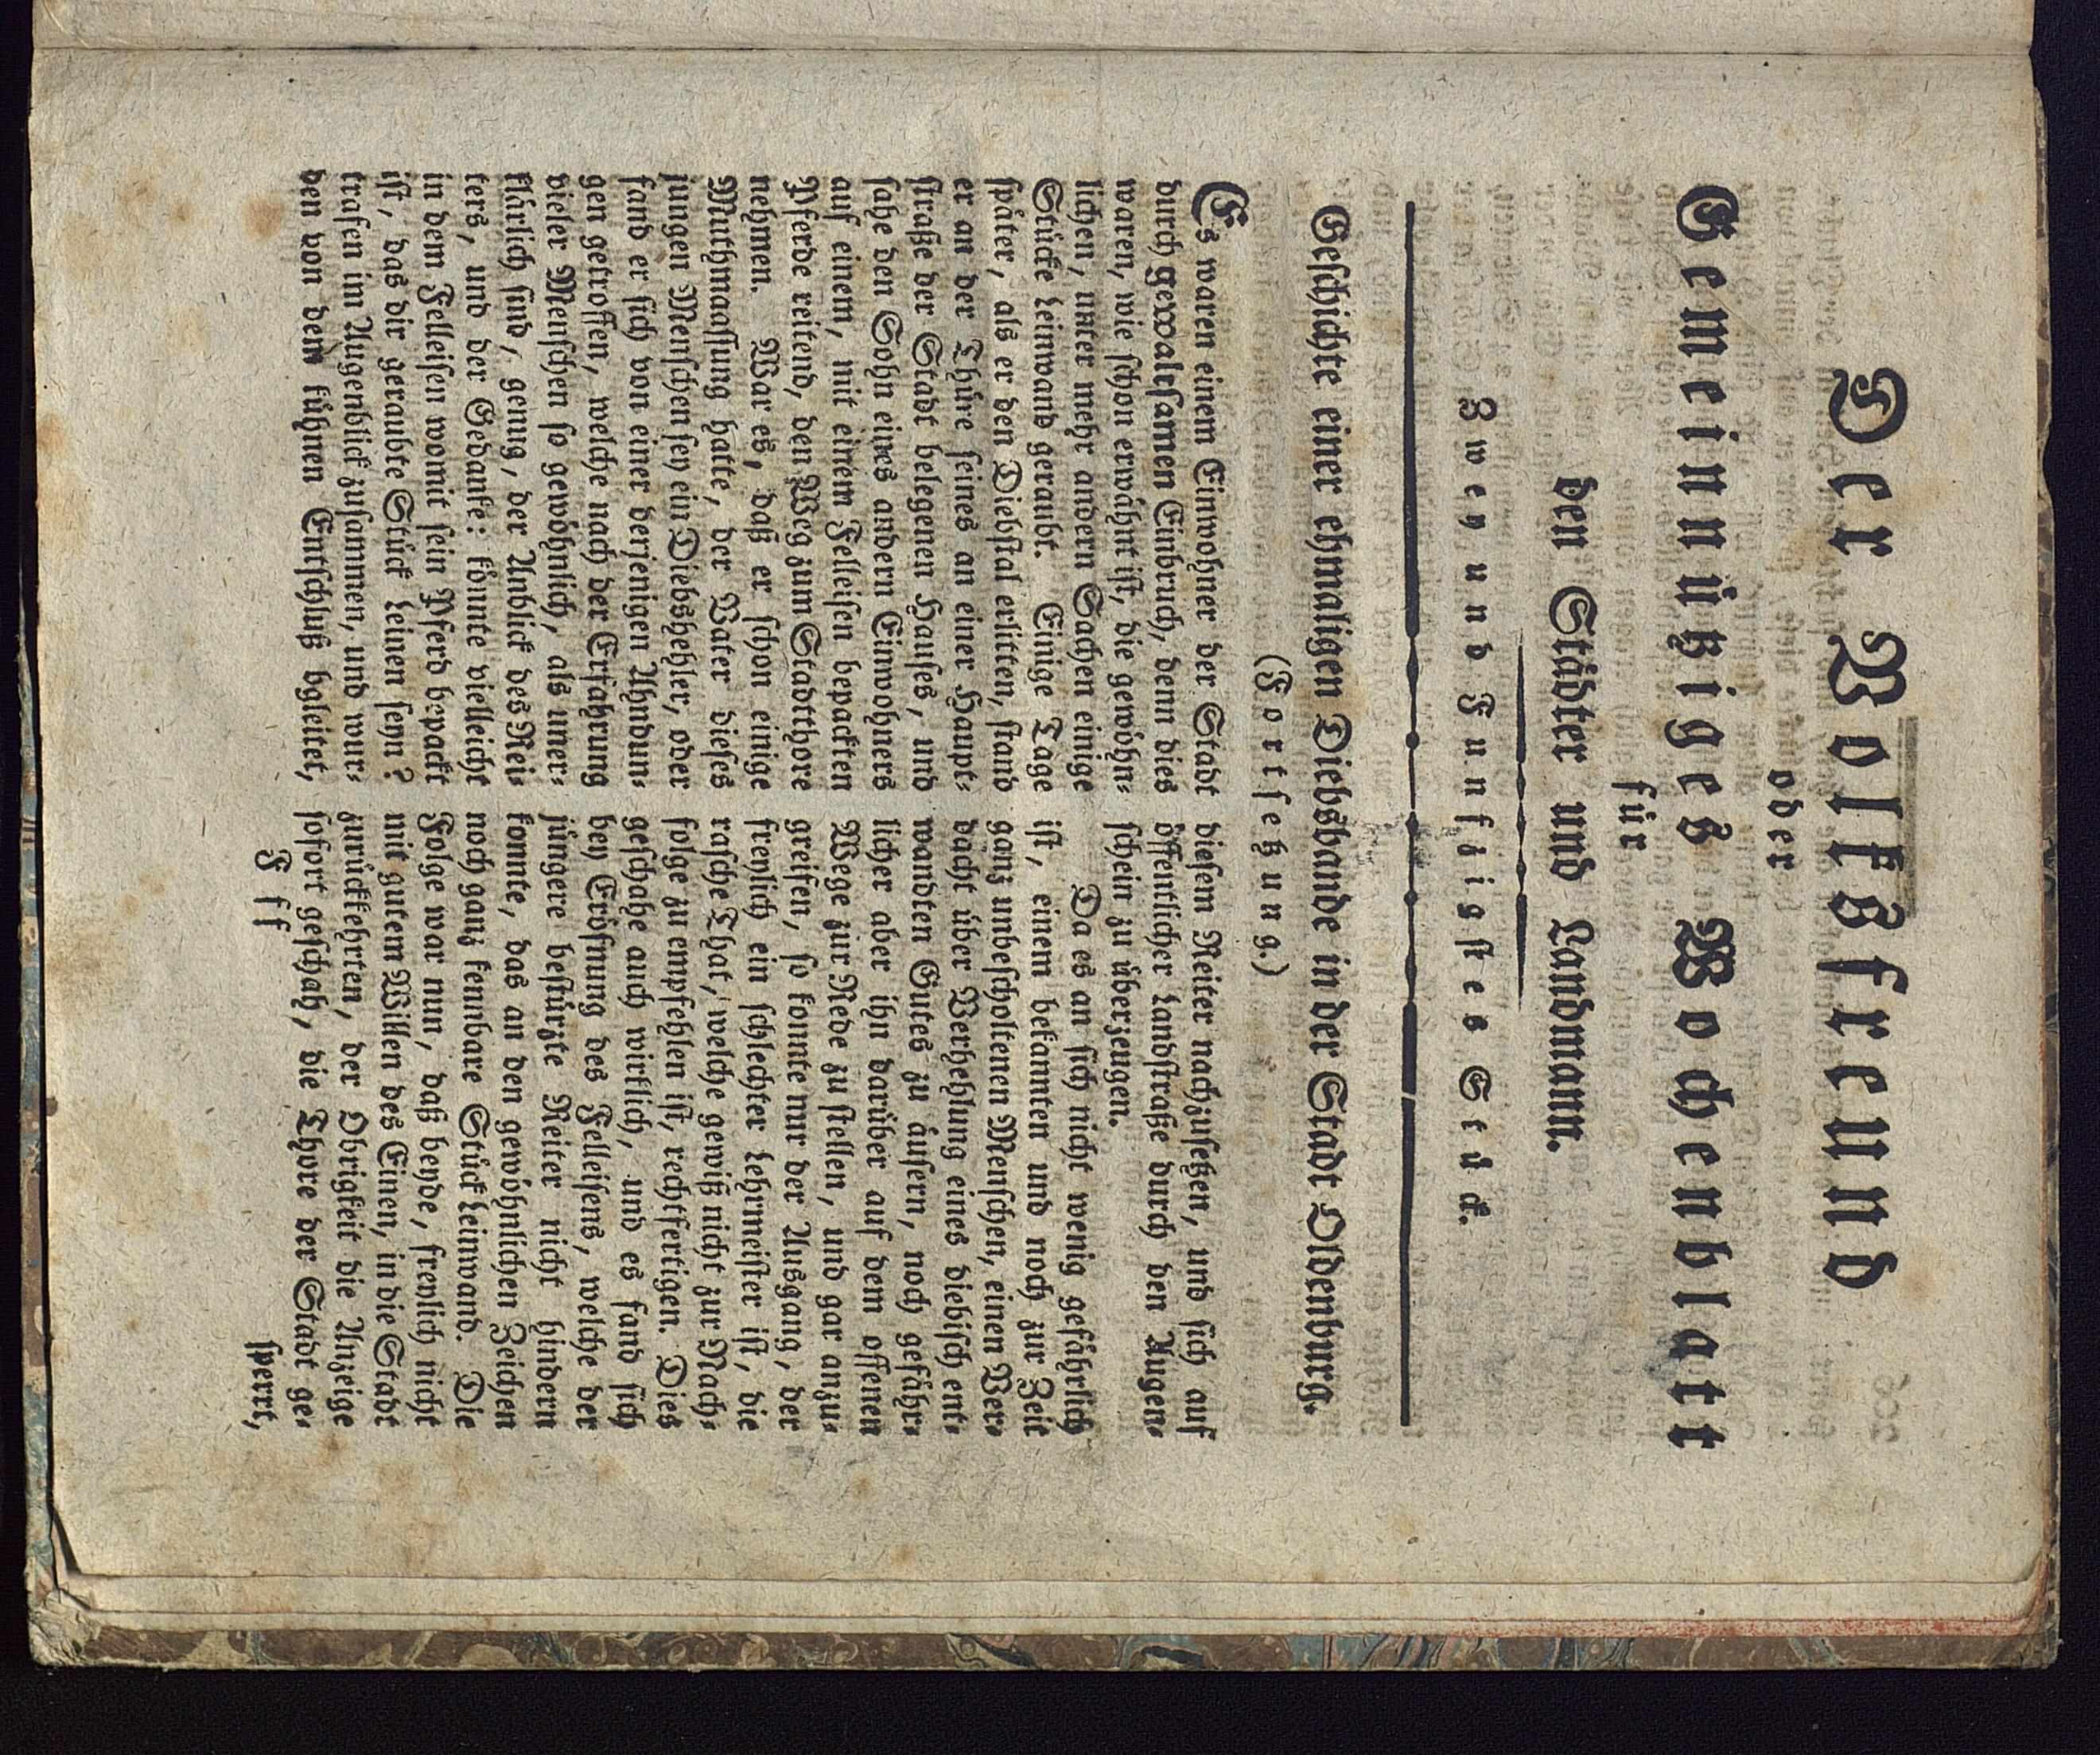 Der Volksfreund
oder
Gemeinnüziges Wochenblatt
für
den Städter und Landmann.
Zwey und Funfzigstes Stük.
Geschichte einer ehmaligen Diebsbande in der Stadt Oldenburg.
(Fortsetzung.)
Es waren einem Einwohner der Stadt
durch gewaltsamen Einbruch, denn dies
waren, wie schon erwähnt ist, die gewöhn-
lichen, unter mehr andern Sachen einige
Stücke Leinwand geraubt. Einige Tage
später, als er den Diebstal erlitten, stand
er an der Thüre seines an einer Haupt-
straße der Stadt belegenen Hauses, und
sahe den Sohn eines andern Einwohners
auf einem, mit einem Felleisen bepackten
Pferde reitend, den Weg zum Stadtthore
nehmen. War es, daß er schon einige
Muthmaßung hatte, der Vater dieses
jungen Menschen sey ein Diebshehler, oder
fand er sich von einer derjenigen Ahndun-
gen getroffen, welche nach der Erfahrung
vieler Menschen so gewöhnlich, als uner-
klärlich sind, genug, der Anblick des Rei-
ters, und der Gedanke: könnte vielleicht
in dem Felleisen womit sein Pferd bepackt
ist, das dir geraubte Stück Leinen seyn?
trafen im Augenblick zusammen, und wur-
den von dem kühnen Entschluß bgleitet,
diesem Reiter nachzusetzen, und sich auf
öffentlicher Landstraße durch den Augen-
schein zu überzeugen.
Da es an sich nicht wenig gefährlich
ist, einem bekannten und noch zur Zeit
ganz unbescholtenen Menschen, einen Ver-
dacht über Verhehlung eines diebisch ent-
wandten Gutes zu äusern, noch gefähr-
licher aber ihn darüber auf dem offenen
Wege zur Rede zu stellen, und gar anzu-
greifen, so konnte nur der Ausgang, der
freylich ein schlechter Lehrmeister ist, die
rasche That, welche gewiß nicht zur Nach-
folge zu empfehlen ist, rechtfertigen. Dies
geschahe auch wirklich, und es fand sich
bey Eröfnung des Felleisens, welche der
jüngere bestürzte Reiter nicht hindern
konnte, das an den gewöhnlichen Zeichen
noch ganz kennbare Stück Leinwand. Die
Folge war nun, daß beyde, freylich nicht
mit gutem Willen des Einen, in die Stadt
zurückkehrten, der Obrigkeit die Anzeige
sofort geschah, die Thore der Stadt ge-
F f f
sperrt,